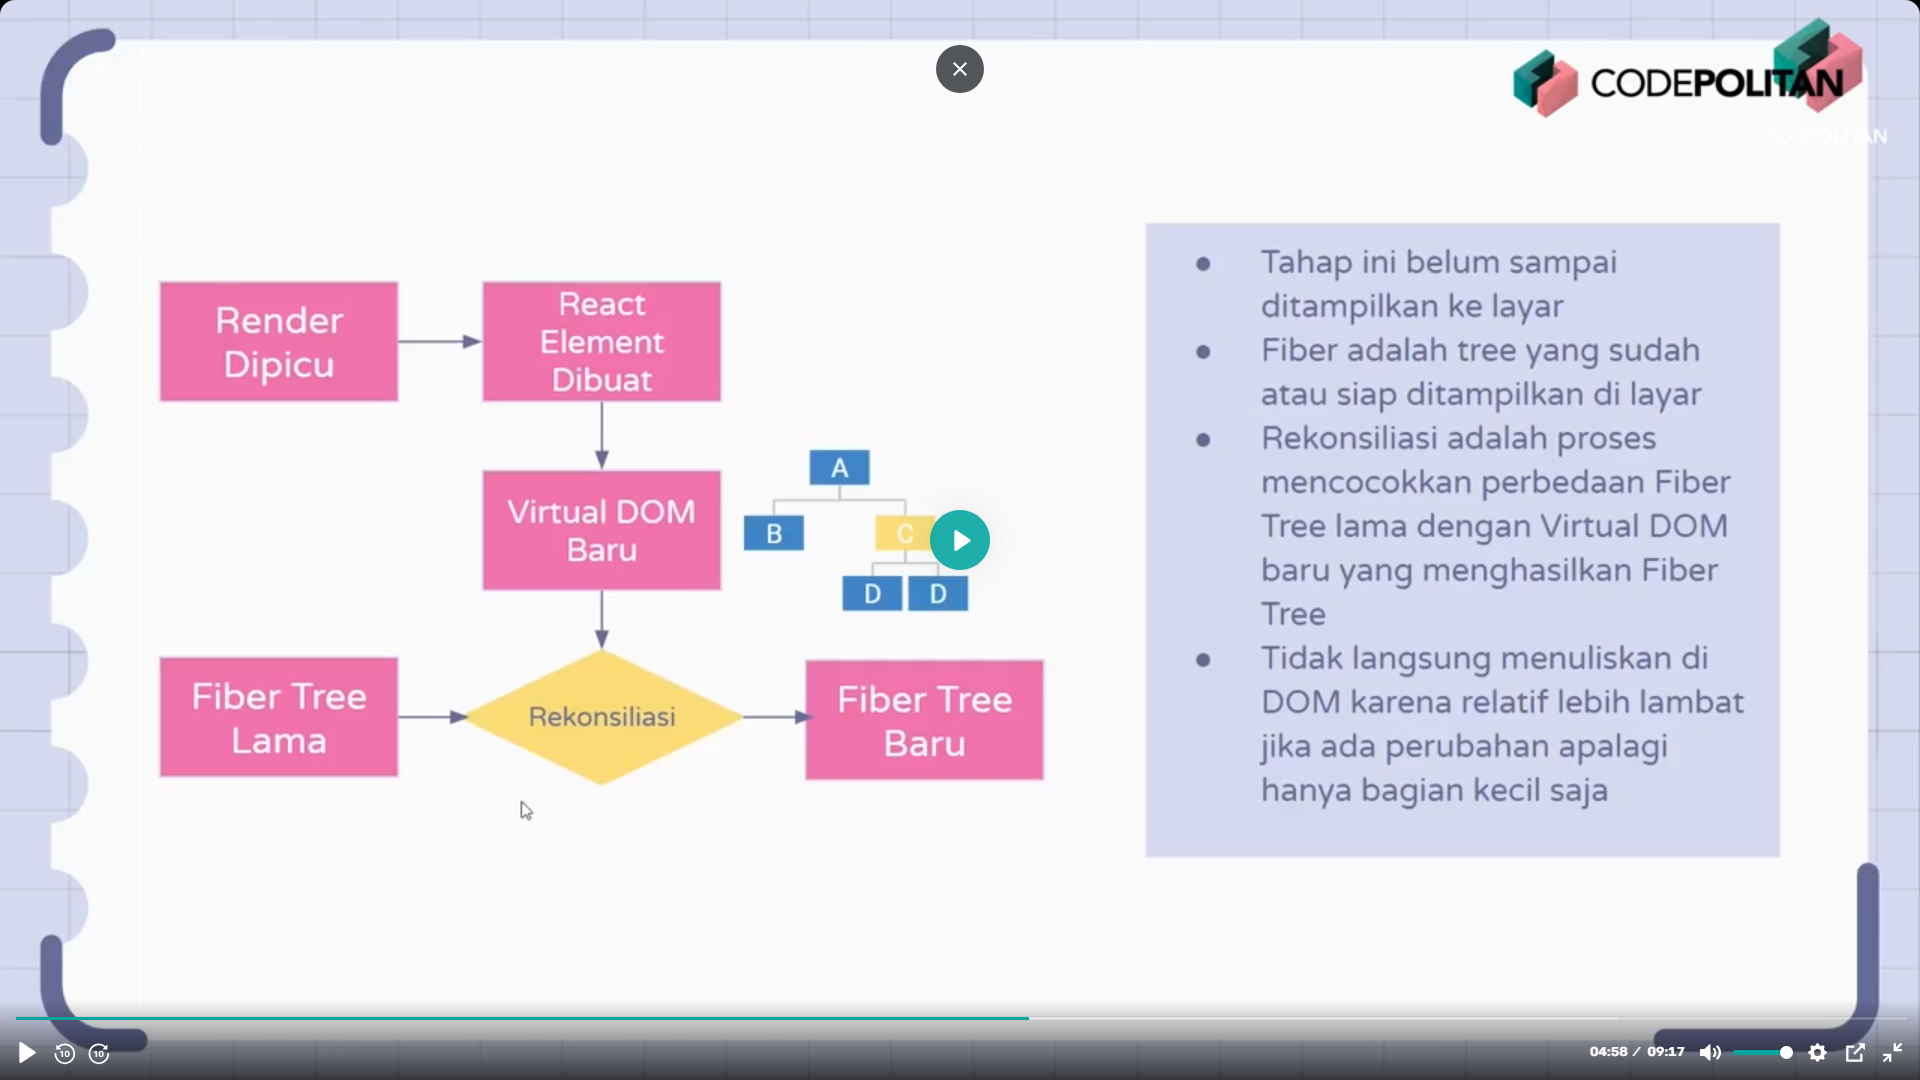 CODEPOLITAN
CODEPOLITAN
Render
Dipicu
React
Element
Dibuat
Virtual DOM
Baru
A
B
C
D
D
Fiber Tree
Lama
Rekonsiliasi
Fiber Tree
Baru
● Tahap ini belum sampai
ditampilkan ke layar
● Fiber adalah tree yang sudah
atau siap ditampilkan di layar
● Rekonsiliasi adalah proses
mencocokkan perbedaan Fiber
Tree lama dengan Virtual DOM
baru yang menghasilkan Fiber
Tree
● Tidak langsung menuliskan di
DOM karena relatif lebih lambat
jika ada perubahan apalagi
hanya bagian kecil saja
10
10
04:58 / 09:17